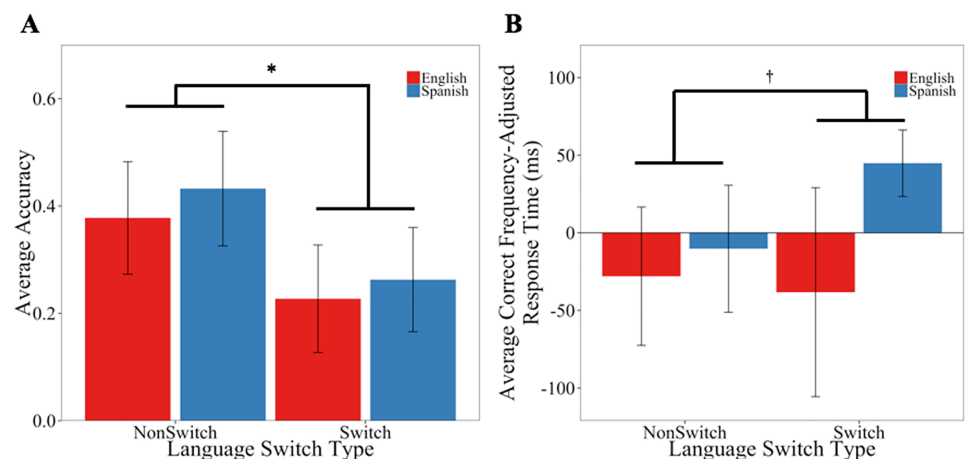 A
*
English
Spanish
0.6
0.4
0.2
0.0
Average Accuracy
NonSwitch
Switch
Language Switch Type
B
†
English
Spanish
100
50
0
-50
-100
Average Correct Frequency-Adjusted
Response Time (ms)
NonSwitch
Switch
Language Switch Type